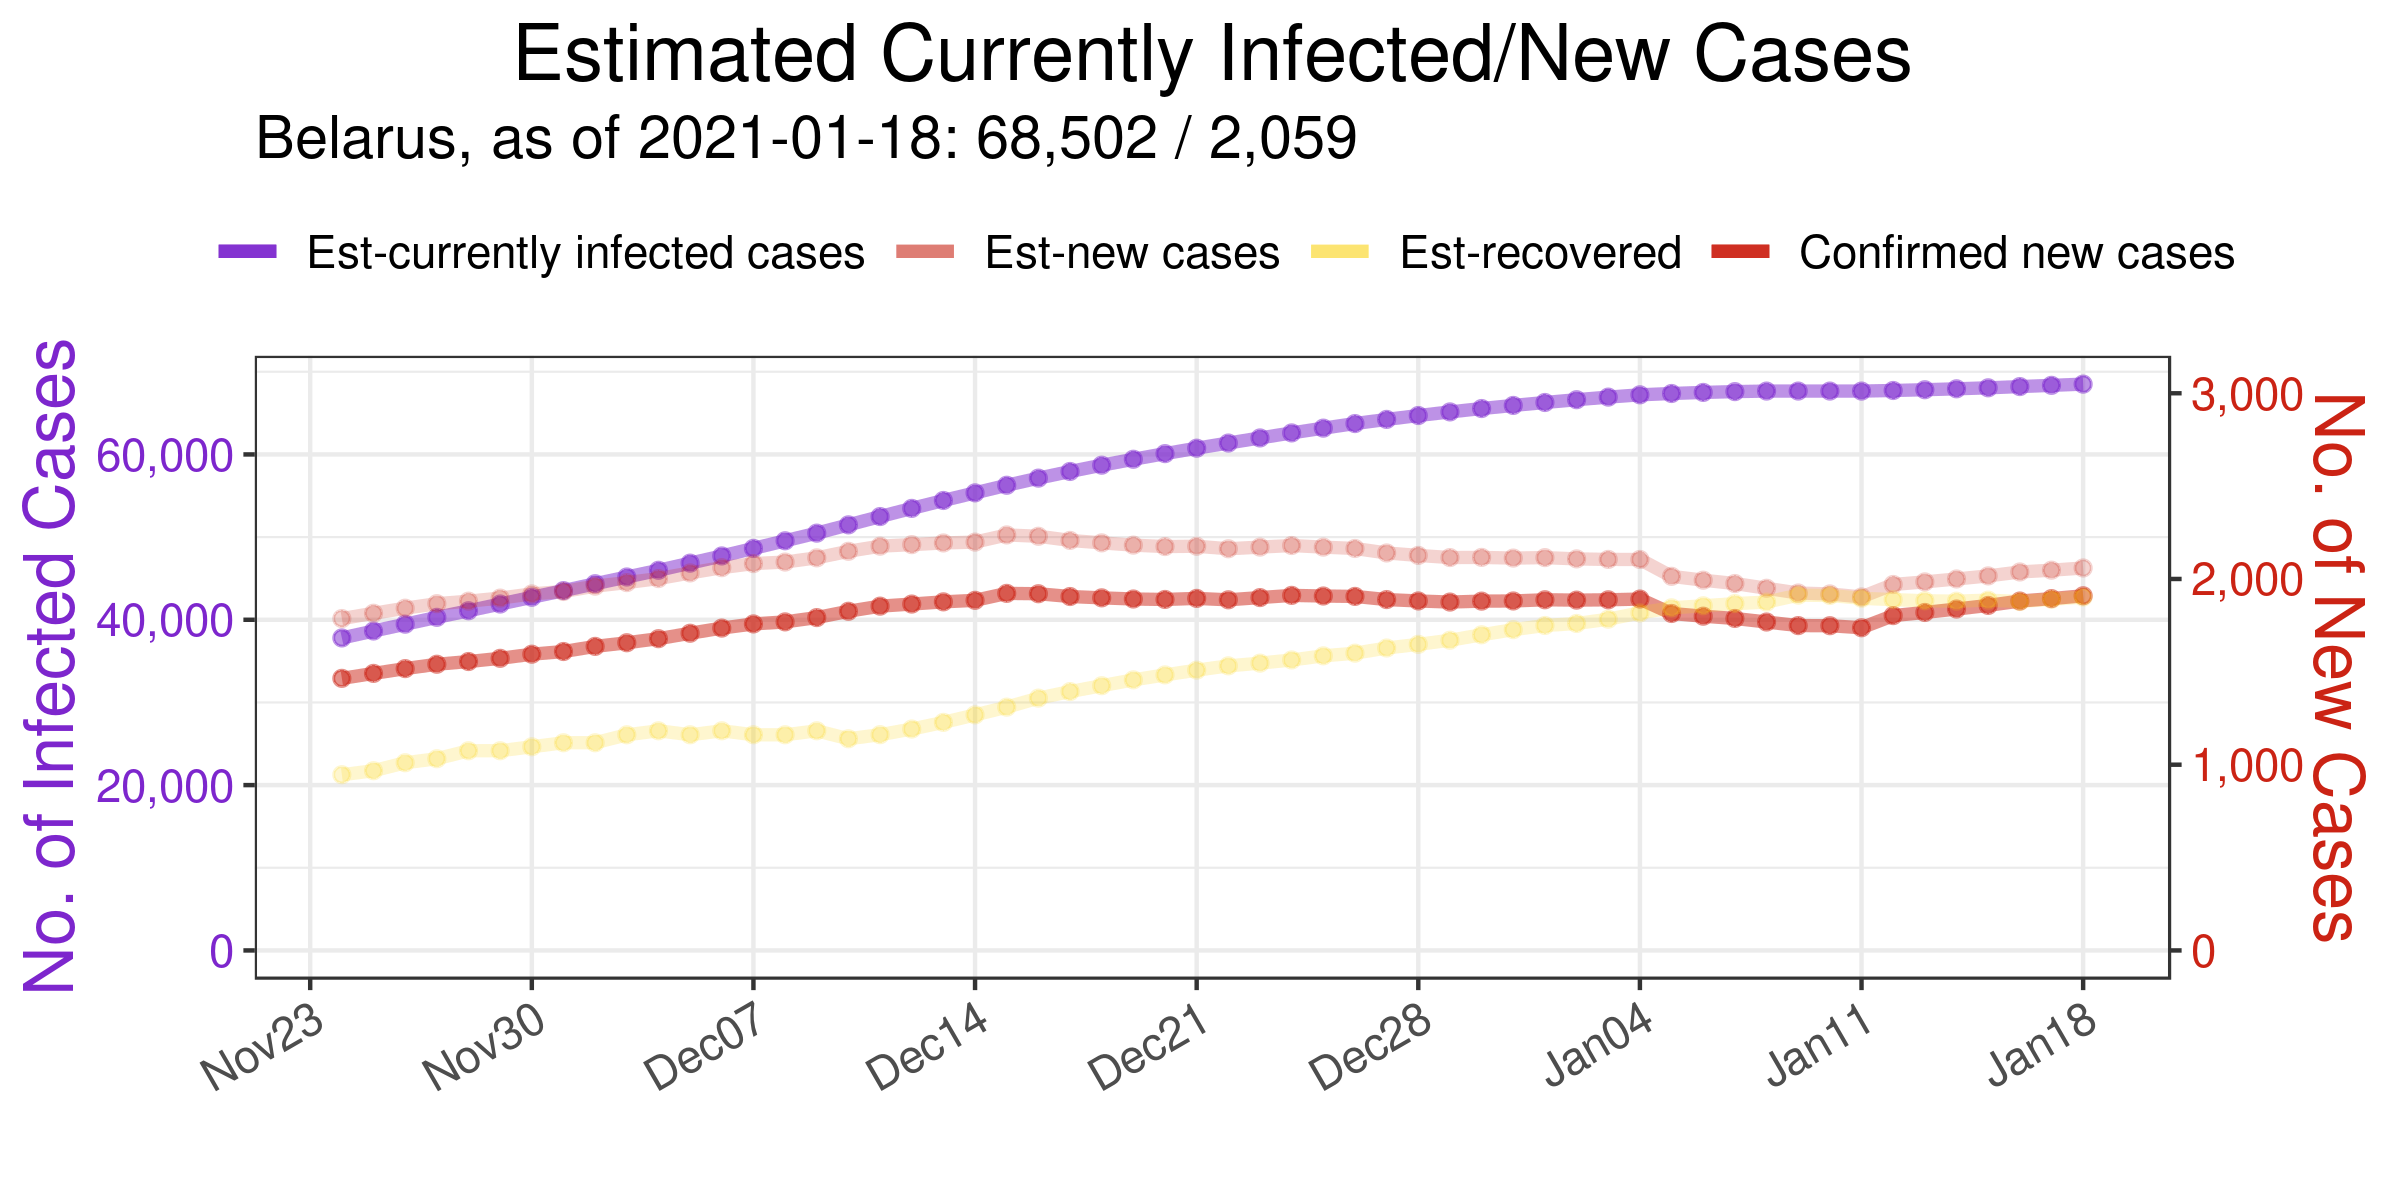 Estimated Currently Infected/New Cases
Belarus, as of 2021-01-18: 68,502 / 2,059
Est-currently infected cases Est-new cases Est-recovered Confirmed new cases
No. of Infected Cases
60,000
40,000
20,000
0
3,000
2,000
1,000
0
No. of New Cases
Nov23 Nov30 Dec07 Dec14 Dec21 Dec28 Jan04 Jan11 Jan18